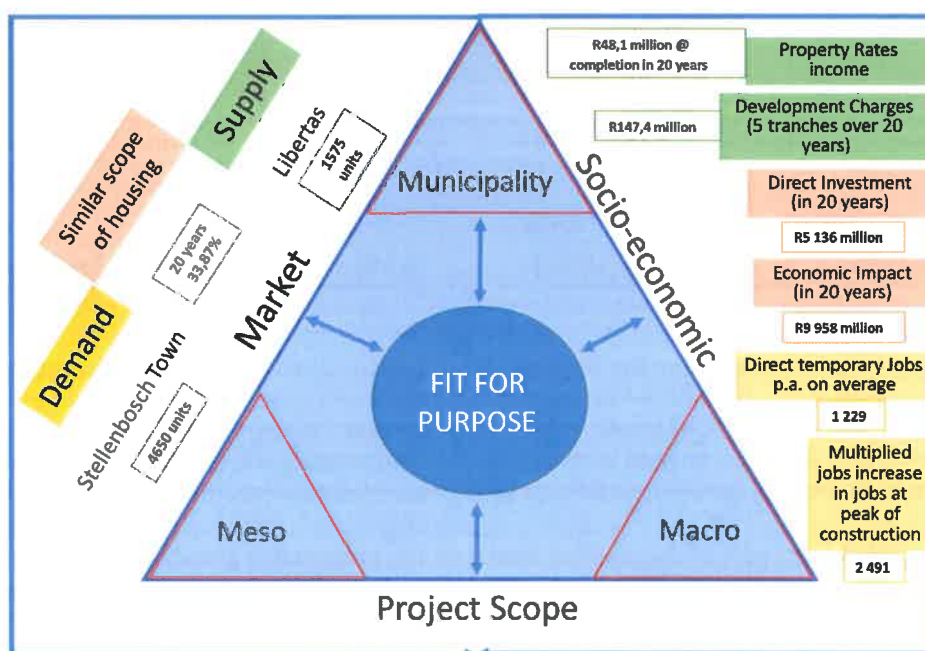 R48,1 million @
completion in 20 years
Property Rates
income
R147,4 million
Development Charges
(5 tranches over 20
years)
Direct Investment
(in 20 years)
R5 136 million
Economic Impact
(in 20 years)
R9 958 million
Direct temporary Jobs
p.a. on average
1 229
Multiplied
jobs increase
in jobs at
peak of
construction
2 491
Supply
Libertas
1575
units
Similar scope
of housing
20 years
33,87%
Demand
Stellenbosch Town
4650 units
Market
Socio-economic
Municipality
FIT FOR
PURPOSE
Meso
Macro
Project Scope